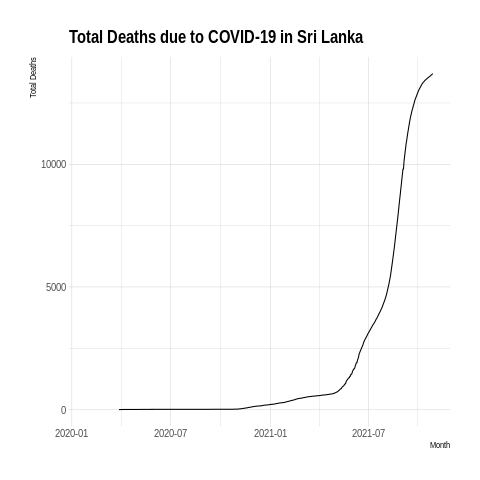 Total Deaths due to COVID-19 in Sri Lanka
Total Deaths
10000
5000
0
2020-01 2020-07 2021-01 2021-07
Month